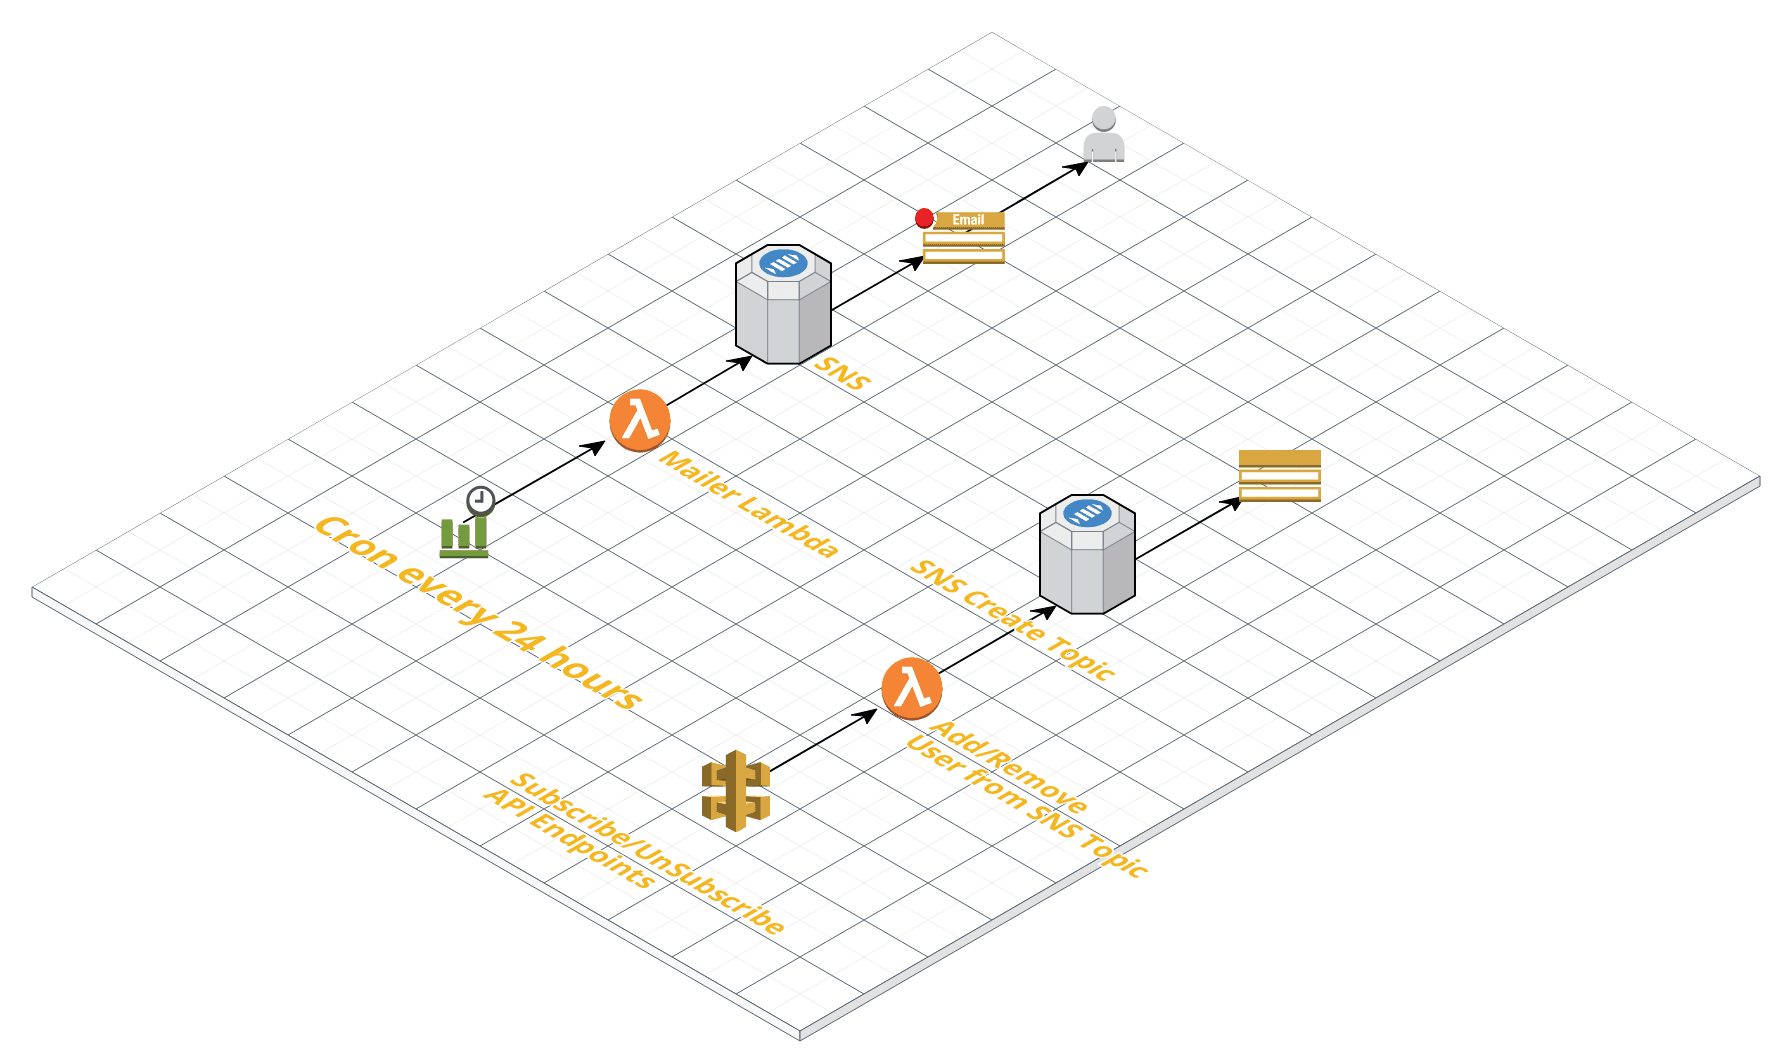 Email
SNS
Mailer Lambda
Cron every 24 hours
SNS Create Topic
Add/Remove
User from SNS Topic
Subscribe/UnSubscribe
API Endpoints